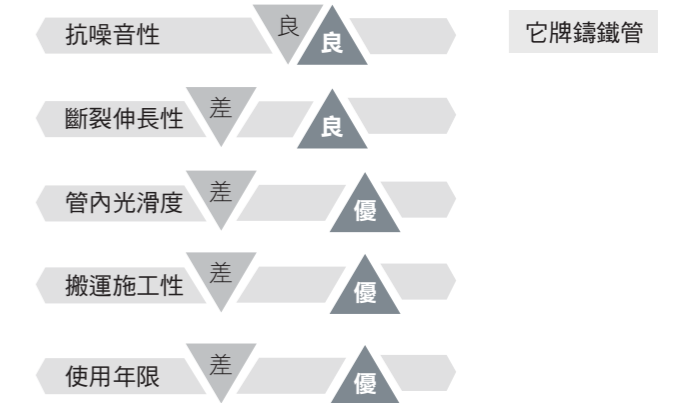 抗噪音性 良 良 它牌鑄鐵管
斷裂伸長性 差 良
管內光滑度 差 優
搬運施工性 差 優
使用年限 差 優